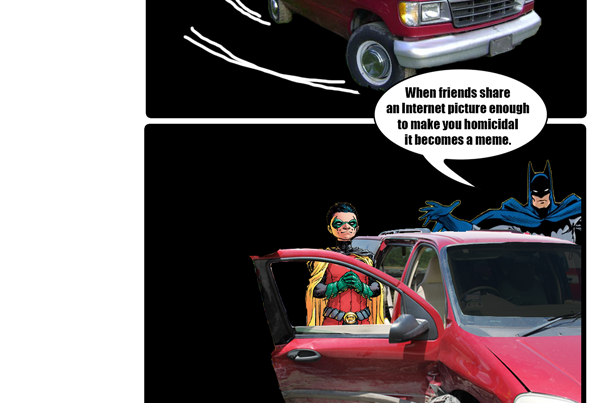 When friends share
an Internet picture enough
to make you homicidal
it becomes a meme.